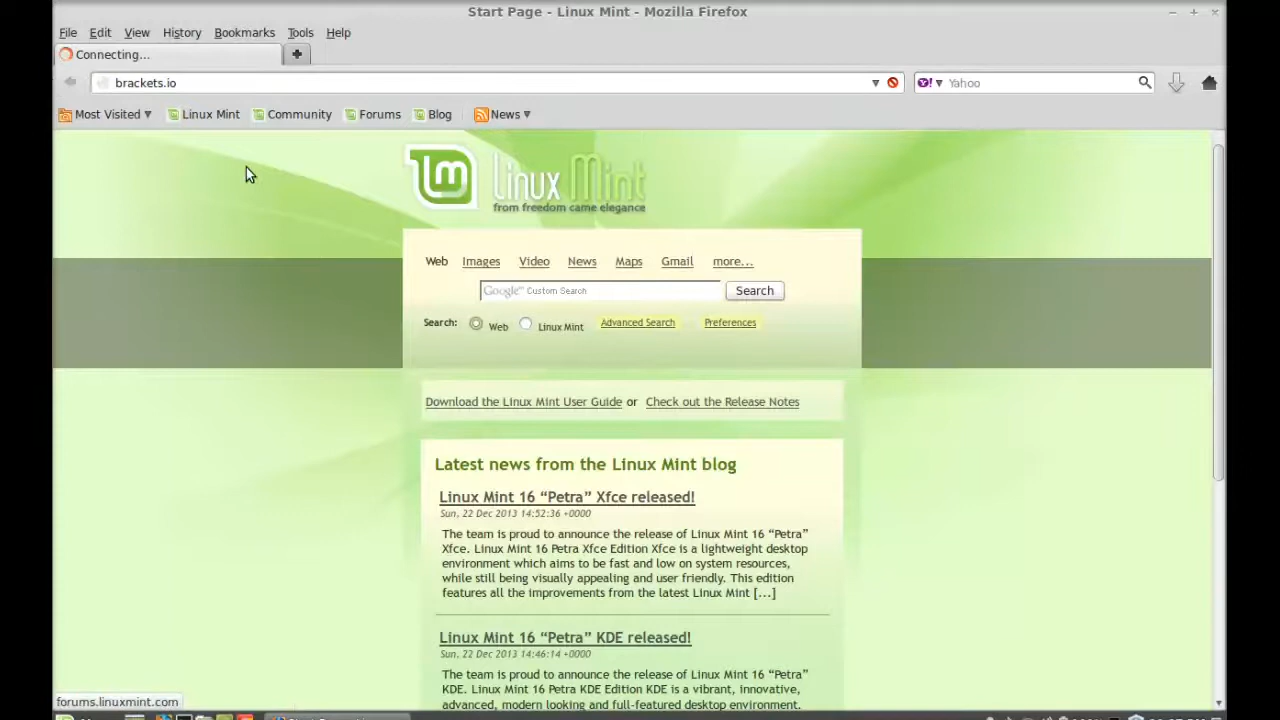 Start Page - Linux Mint - Mozilla Firefox
File Edit View History Bookmarks Tools Help
Connecting...
brackets.io
Yahoo
Most Visited Linux Mint Community Forums Blog News
Linux Mint
from freedom came elegance
Web Images Video News Maps Gmail more...
Google™ Custom Search Search
Search: Web Linux Mint Advanced Search Preferences
Download the Linux Mint User Guide or Check out the Release Notes
Latest news from the Linux Mint blog
Linux Mint 16 “Petra” Xfce released!
Sun, 22 Dec 2013 14:52:36 +0000
The team is proud to announce the release of Linux Mint 16 “Petra”
Xfce. Linux Mint 16 Petra Xfce Edition Xfce is a lightweight desktop
environment which aims to be fast and low on system resources,
while still being visually appealing and user friendly. This edition
features all the improvements from the latest Linux Mint [...]
Linux Mint 16 “Petra” KDE released!
Sun, 22 Dec 2013 14:46:14 +0000
The team is proud to announce the release of Linux Mint 16 “Petra”
KDE. Linux Mint 16 Petra KDE Edition KDE is a vibrant, innovative,
advanced, modern looking and full-featured desktop environment.
forums.linuxmint.com